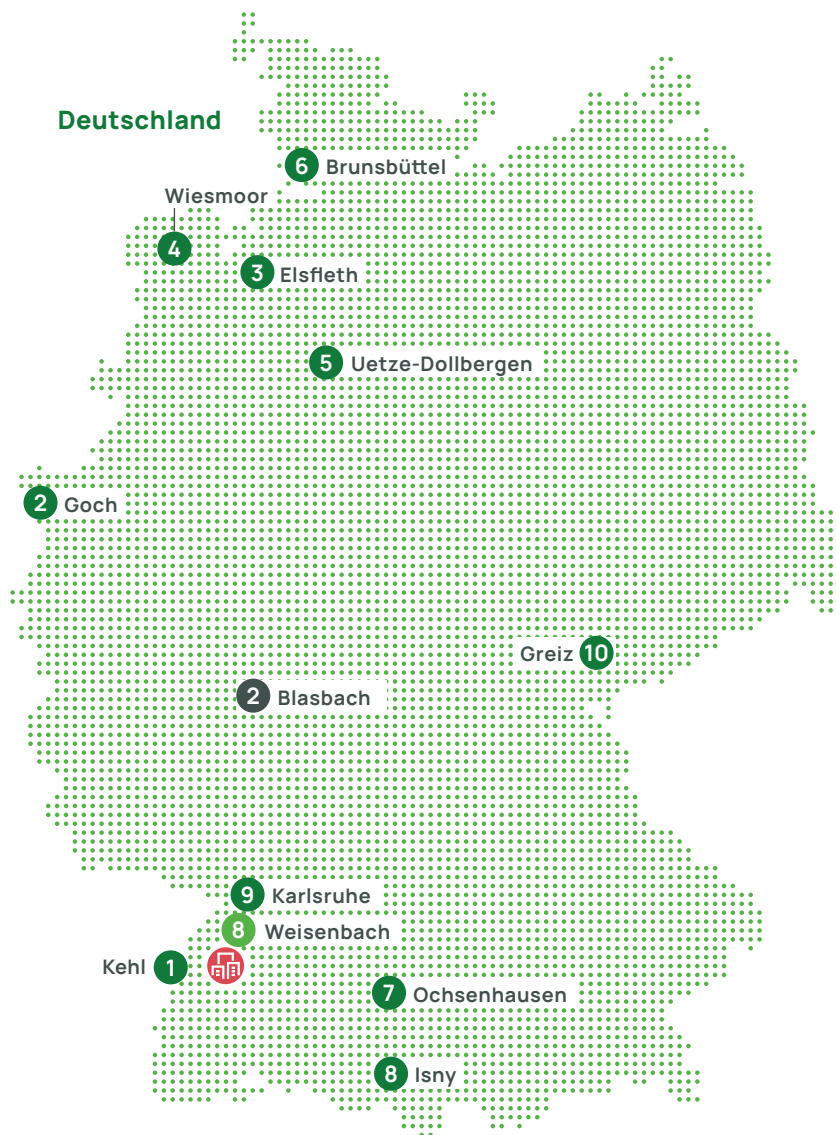 Deutschland
6 Brunsbüttel
Wiesmoor
4
3 Elsfleth
5 Uetze-Dollbergen
2 Goch
Greiz 10
2 Blasbach
9 Karlsruhe
8 Weisenbach
Kehl 1
7 Ochsenhausen
8 Isny